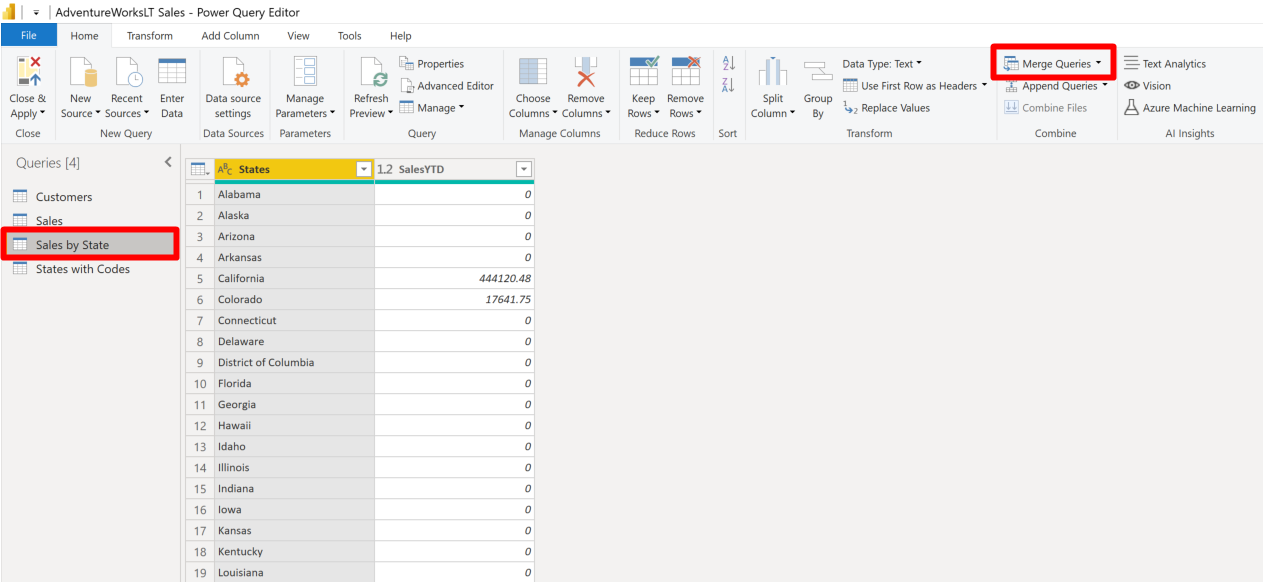 AdventureWorksLT Sales - Power Query Editor
File Home Transform Add Column View Tools Help
Close & Apply
New Source
Recent Sources
Enter Data
Data source settings
Manage Parameters
Refresh Preview
Properties
Advanced Editor
Manage
Choose Columns
Remove Columns
Keep Rows
Remove Rows
Split Column
Group By
Data Type: Text
Use First Row as Headers
Replace Values
Merge Queries
Append Queries
Combine Files
Text Analytics
Vision
Azure Machine Learning
Close New Query Data Sources Parameters Query Manage Columns Reduce Rows Sort Transform Combine AI Insights
Queries [4]
Customers
Sales
Sales by State
States with Codes
ABC States 1.2 SalesYTD
1 Alabama 0
2 Alaska 0
3 Arizona 0
4 Arkansas 0
5 California 444120.48
6 Colorado 17641.75
7 Connecticut 0
8 Delaware 0
9 District of Columbia 0
10 Florida 0
11 Georgia 0
12 Hawaii 0
13 Idaho 0
14 Illinois 0
15 Indiana 0
16 Iowa 0
17 Kansas 0
18 Kentucky 0
19 Louisiana 0